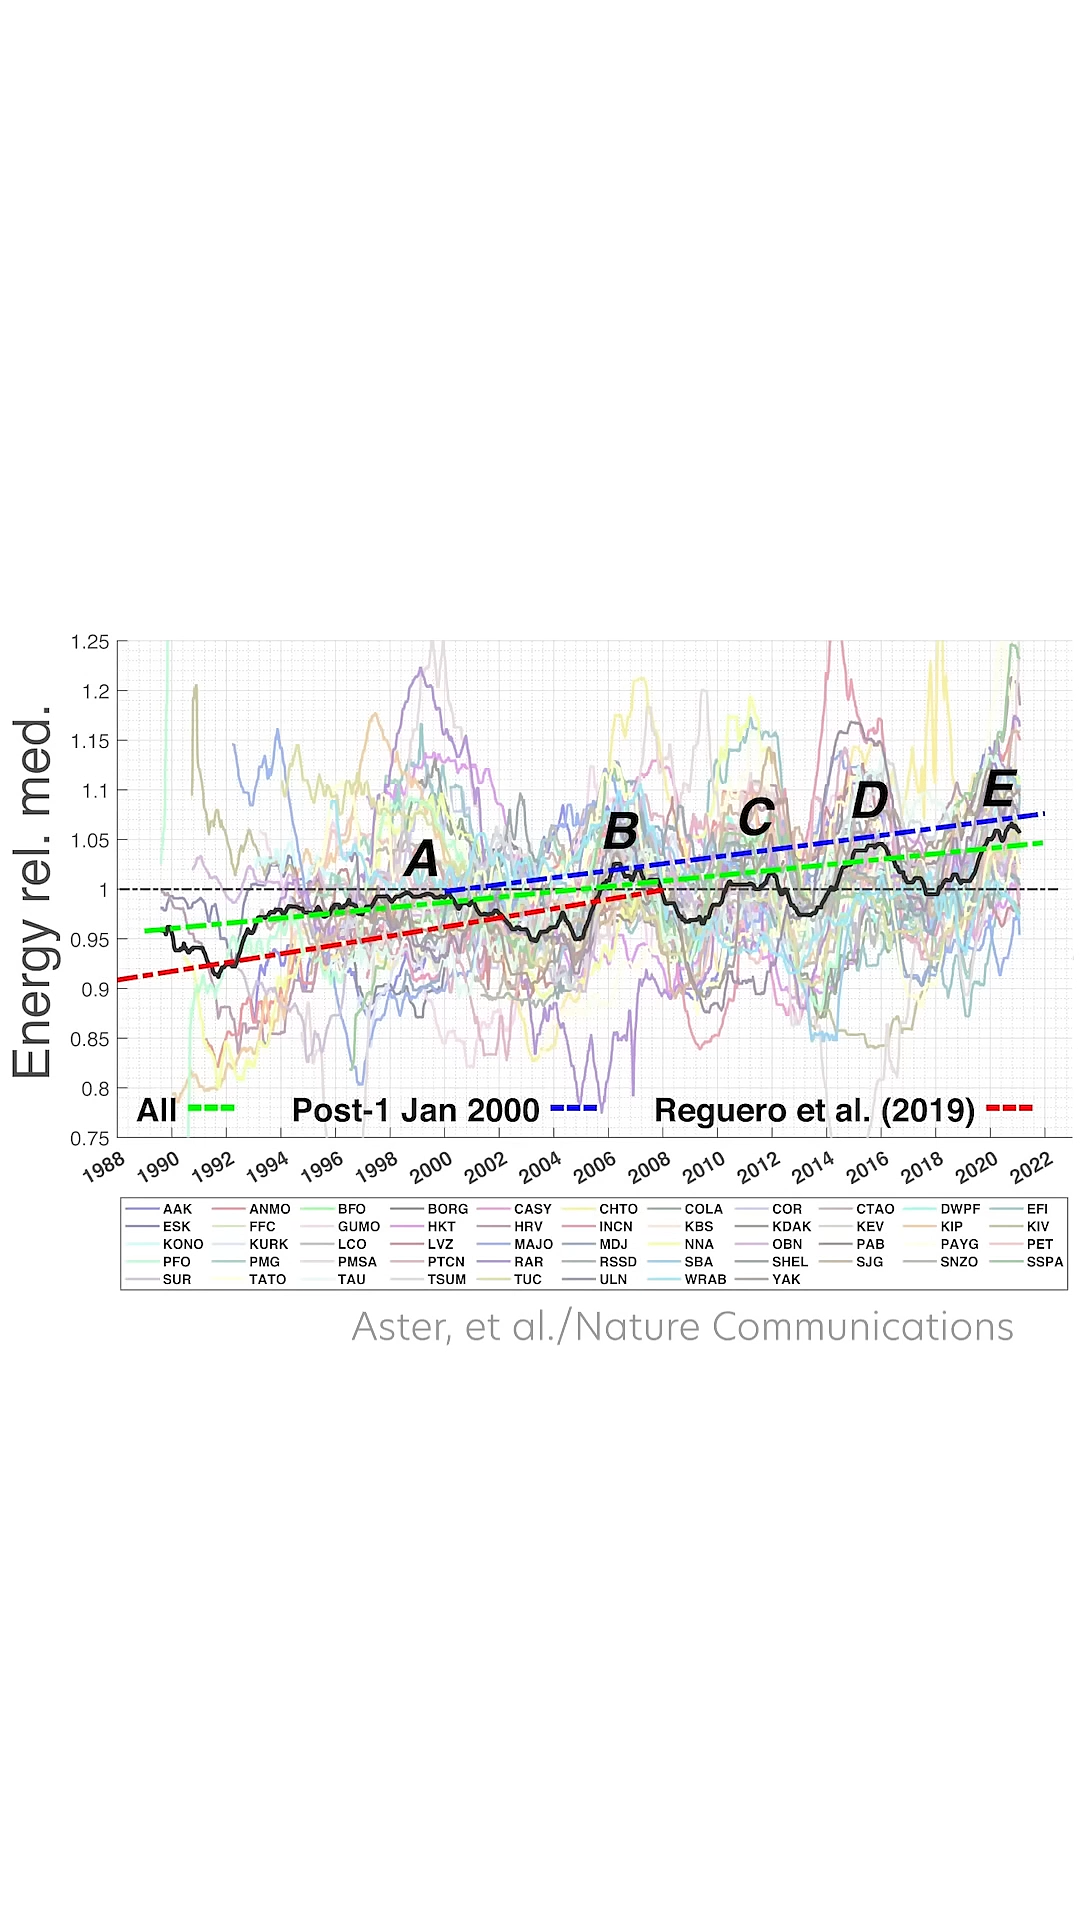 Energy rel. med.
1.25
1.2
1.15
1.1
1.05
1
0.95
0.9
0.85
0.8
0.75
A
B
C
D
E
All
Post-1 Jan 2000
Reguero et al. (2019)
1988 1990 1992 1994 1996 1998 2000 2002 2004 2006 2008 2010 2012 2014 2016 2018 2020 2022
AAK ANMO BFO BORG CASY CHTO COLA COR CTAO DWPF EFI
ESK FFC GUMO HKT HRV INCN KBS KDAK KEV KIP KIV
KONO KURK LCO LVZ MAJO MDJ NNA OBN PAB PAYG PET
PFO PMG PMSA PTCN RAR RSSD SBA SHEL SJG SNZO SSPA
SUR TATO TAU TSUM TUC ULN WRAB YAK
Aster, et al./Nature Communications